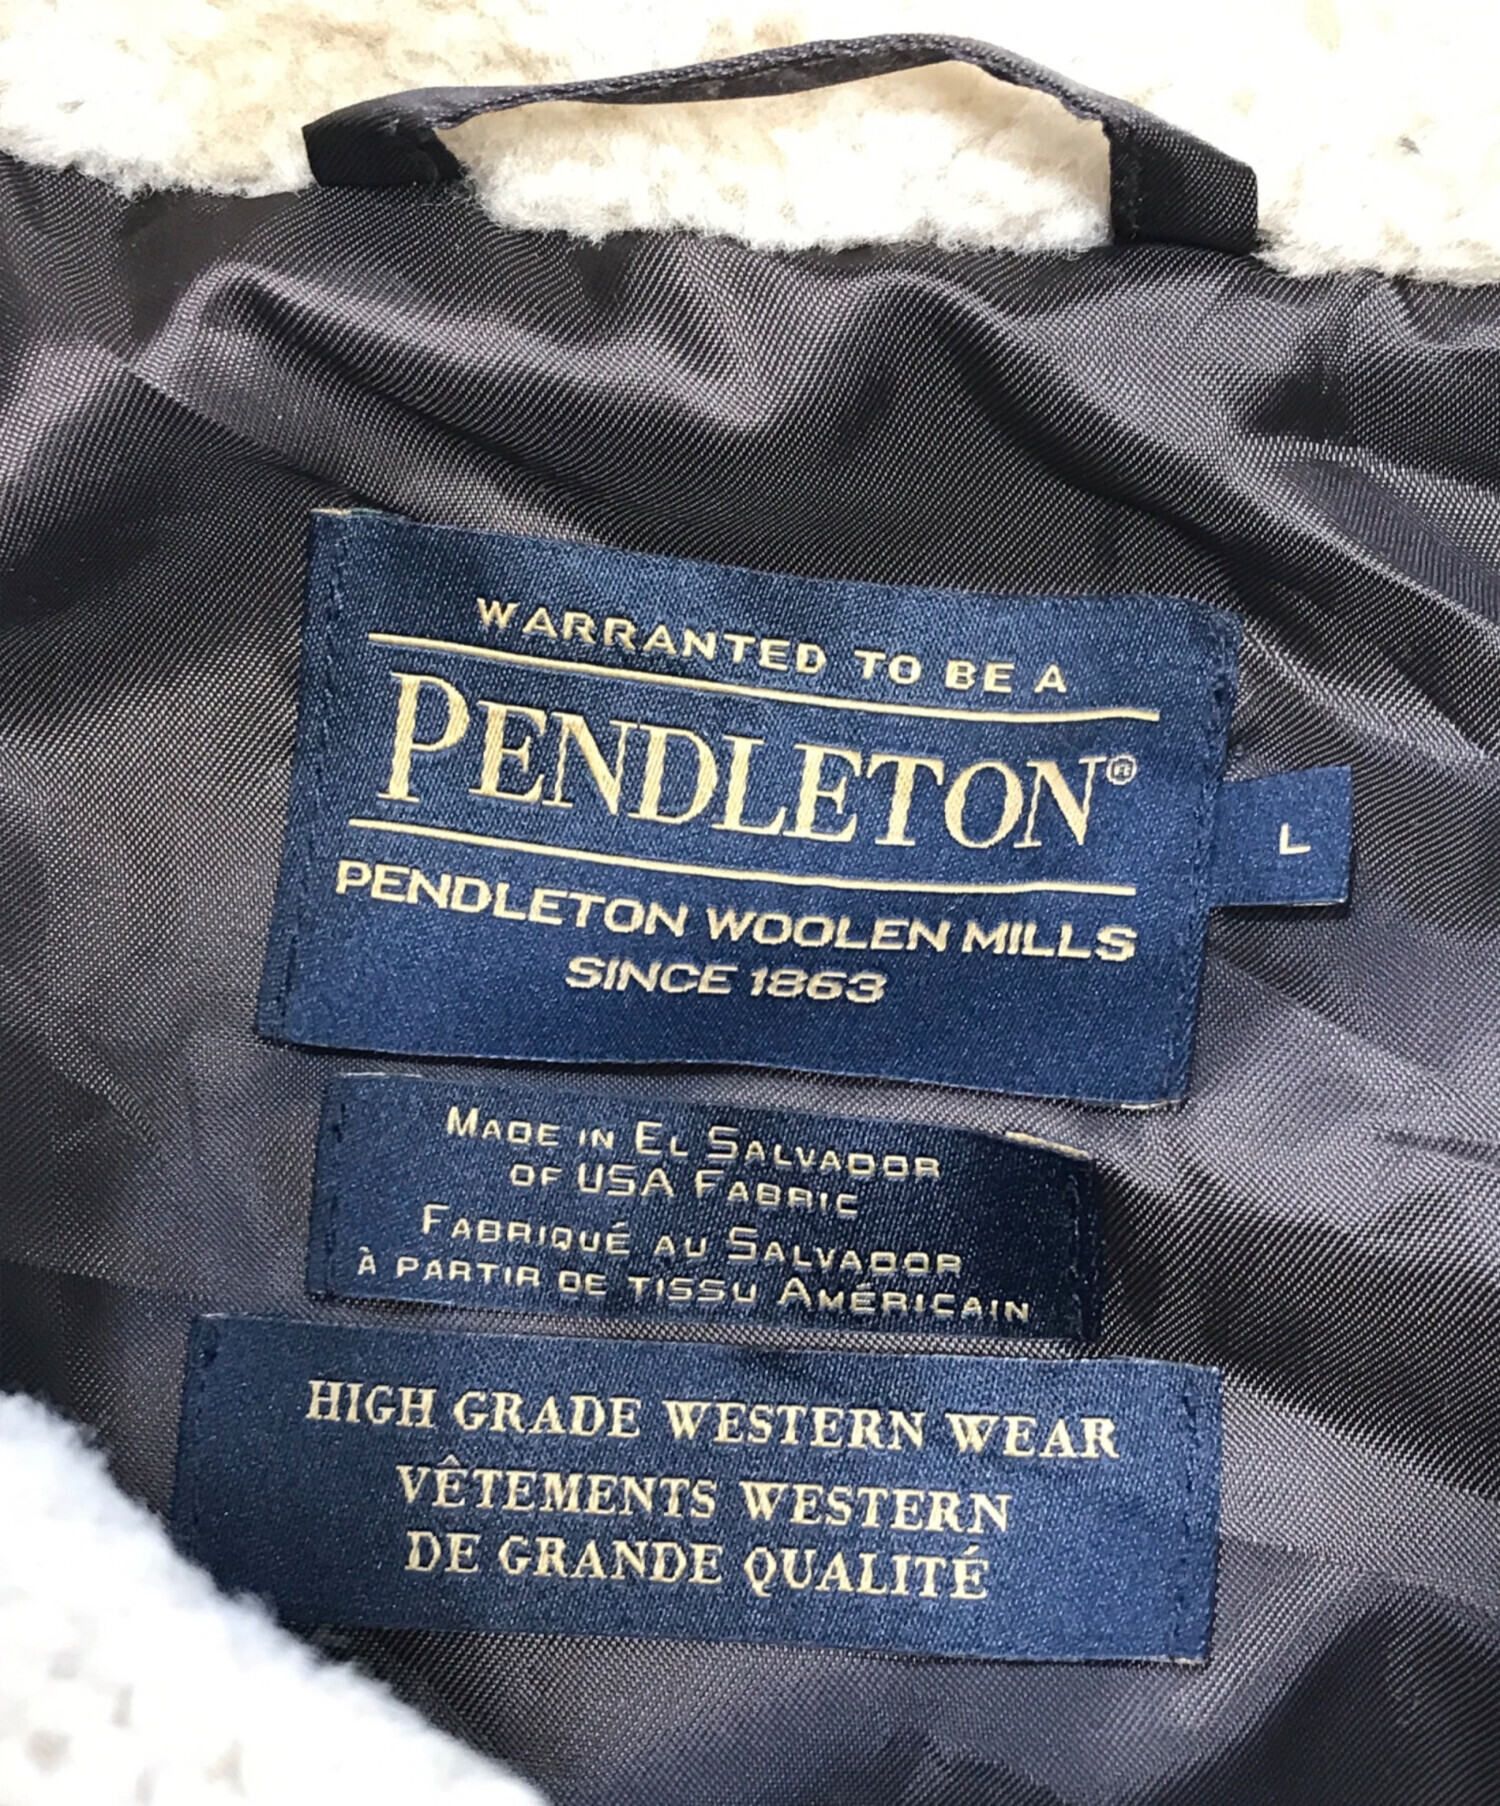 WARRANTED TO BE A
PENDLETON®
PENDLETON WOOLEN MILLS
SINCE 1863
L
MADE IN EL SALVADOR
OF USA FABRIC
FABRIQUÉ AU SALVADOR
À PARTIR DE TISSU AMÉRICAIN
HIGH GRADE WESTERN WEAR
VÊTEMENTS WESTERN
DE GRANDE QUALITÉ